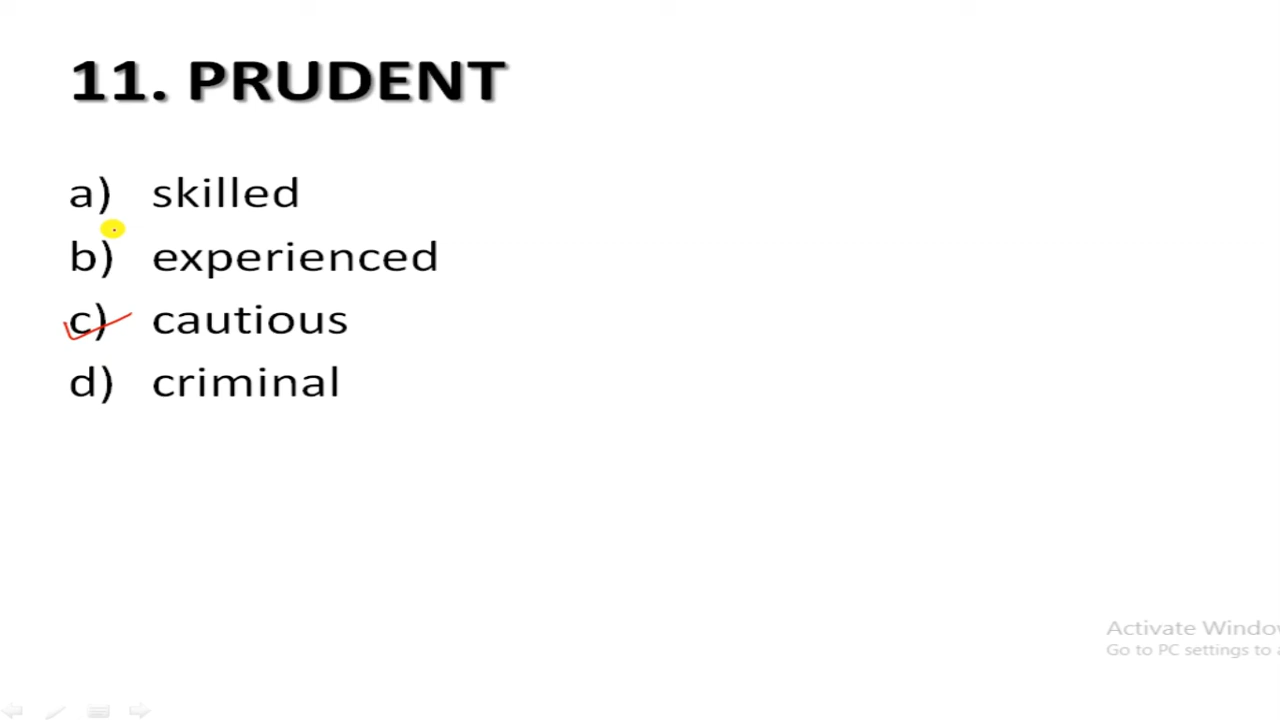 11. PRUDENT
a) skilled
b) experienced
c) cautious
d) criminal
Activate Windo
Go to PC settings to